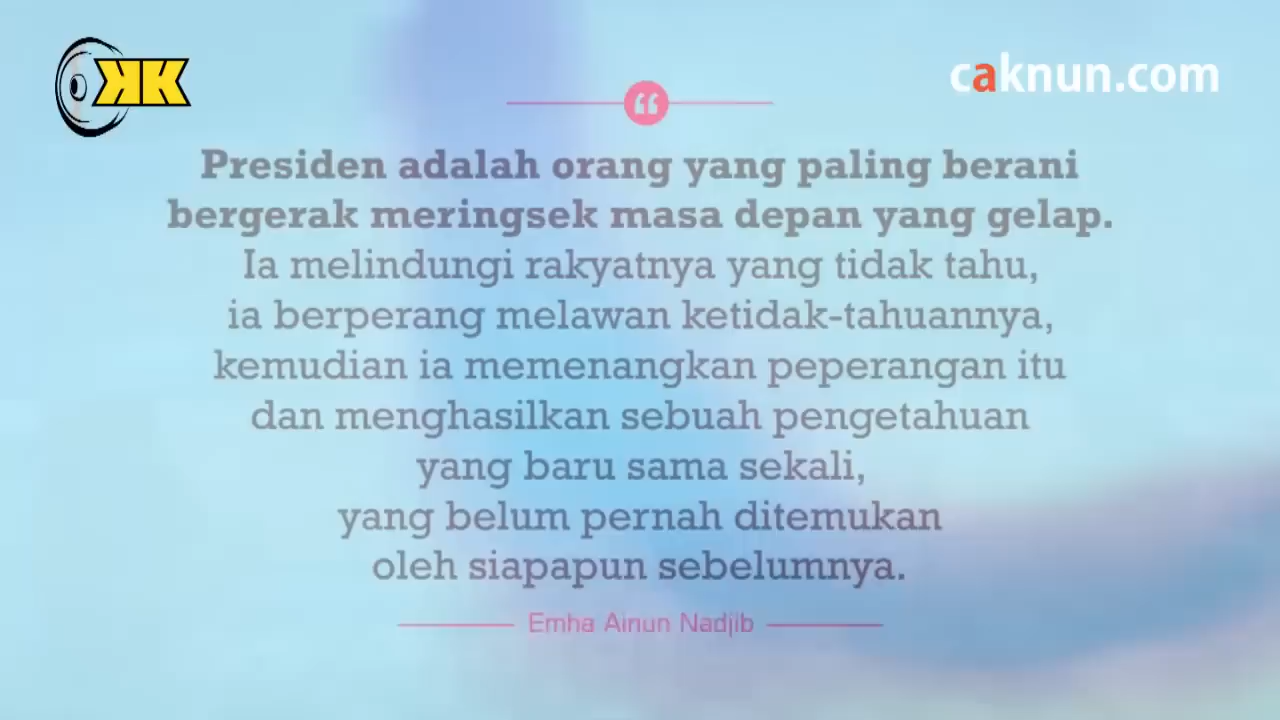 KK
caknun.com
“
Presiden adalah orang yang paling berani
bergerak meringsek masa depan yang gelap.
Ia melindungi rakyatnya yang tidak tahu,
ia berperang melawan ketidak-tahuannya,
kemudian ia memenangkan peperangan itu
dan menghasilkan sebuah pengetahuan
yang baru sama sekali,
yang belum pernah ditemukan
oleh siapapun sebelumnya.
Emha Ainun Nadjib